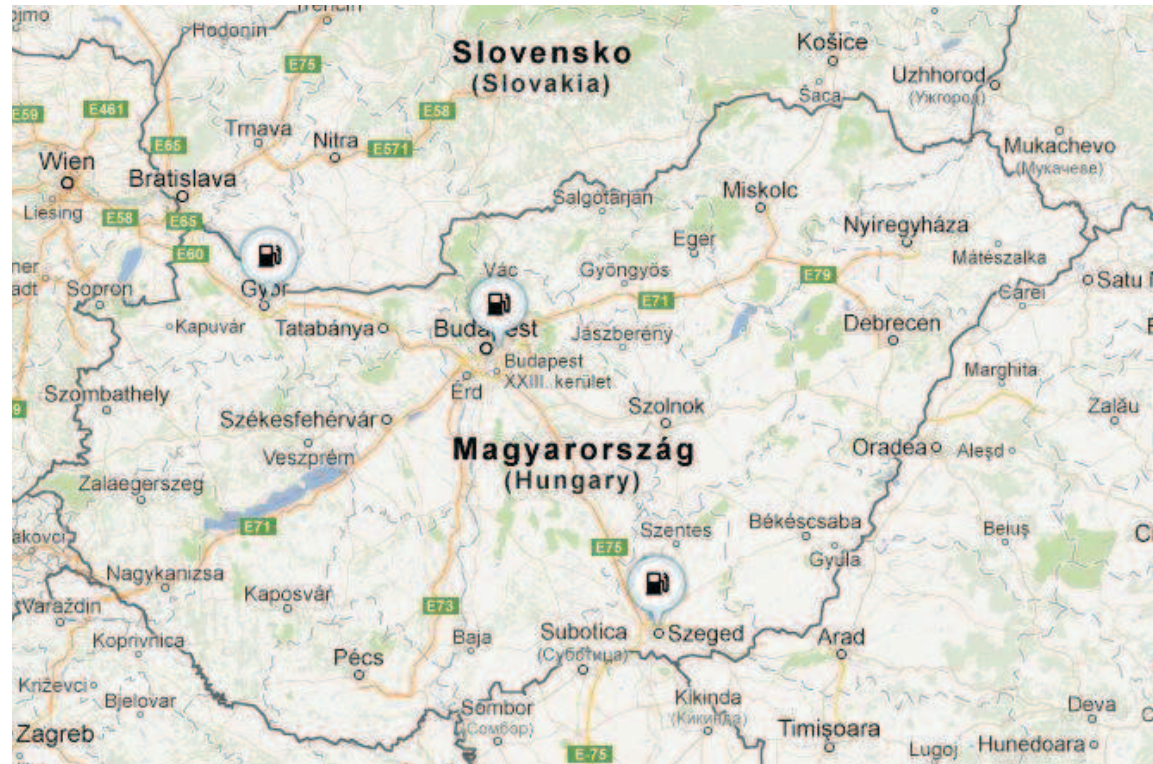 Hodonín
Slovensko
(Slovakia)
Košice
Uzhhorod
(Ужгород)
Šaca
E75
E59
E461
E58
Trnava
Nitra
E65
E571
Mukachevo
(Мукачеве)
Wien
Bratislava
Liesing
E58
E65
E60
Salgótarján
Miskolc
Nyíregyháza
Eger
Mátészalka
Vác
Gyöngyös
E79
Satu
Sopron
Győr
E71
Carei
Kapuvár
Tatabánya
Budapest
Jászberény
Debrecen
Budapest
XXIII. kerület
Érd
Marghita
Szombathely
Székesfehérvár
Szolnok
Zalău
Veszprém
Magyarország
(Hungary)
Oradea
Aleşd
Zalaegerszeg
E71
Szentes
Békéscsaba
Beiuş
E75
Gyula
Nagykanizsa
Kaposvár
Varaždin
E73
Koprivnica
Baja
Subotica
(Суботица)
Szeged
Arad
Pécs
Križevci
Bjelovar
Sombor
(Сомбор)
Kikinda
(Кикинда)
Deva
Zagreb
Timişoara
E-75
Lugoj
Hunedoara